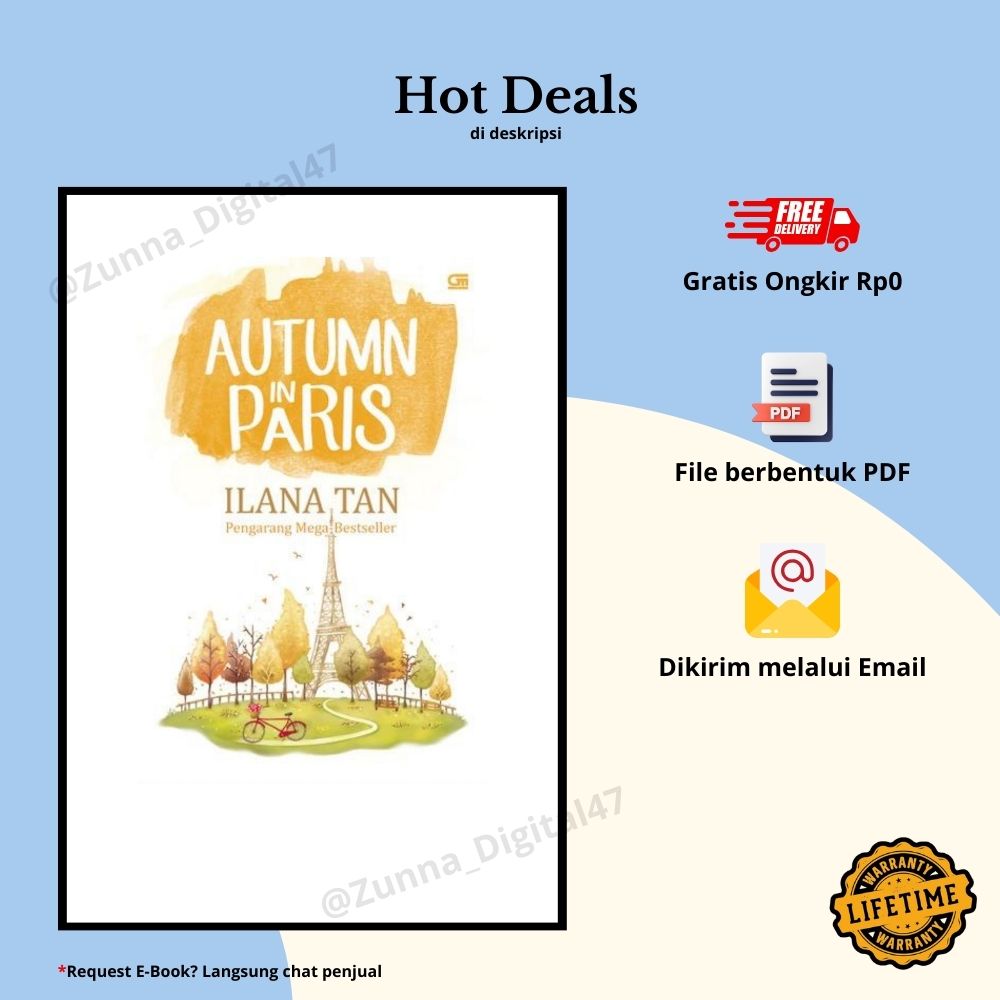 Hot Deals
di deskripsi
@Zunna_Digital47
GM
AUTUMN
IN
PARIS
ILANA TAN
Pengarang Mega-Bestseller
@Zunna_Digital47
*Request E-Book? Langsung chat penjual
FREE
DELIVERY
Gratis Ongkir Rp0
PDF
File berbentuk PDF
@
Dikirim melalui Email
WARRANTY
LIFETIME
WARRANTY